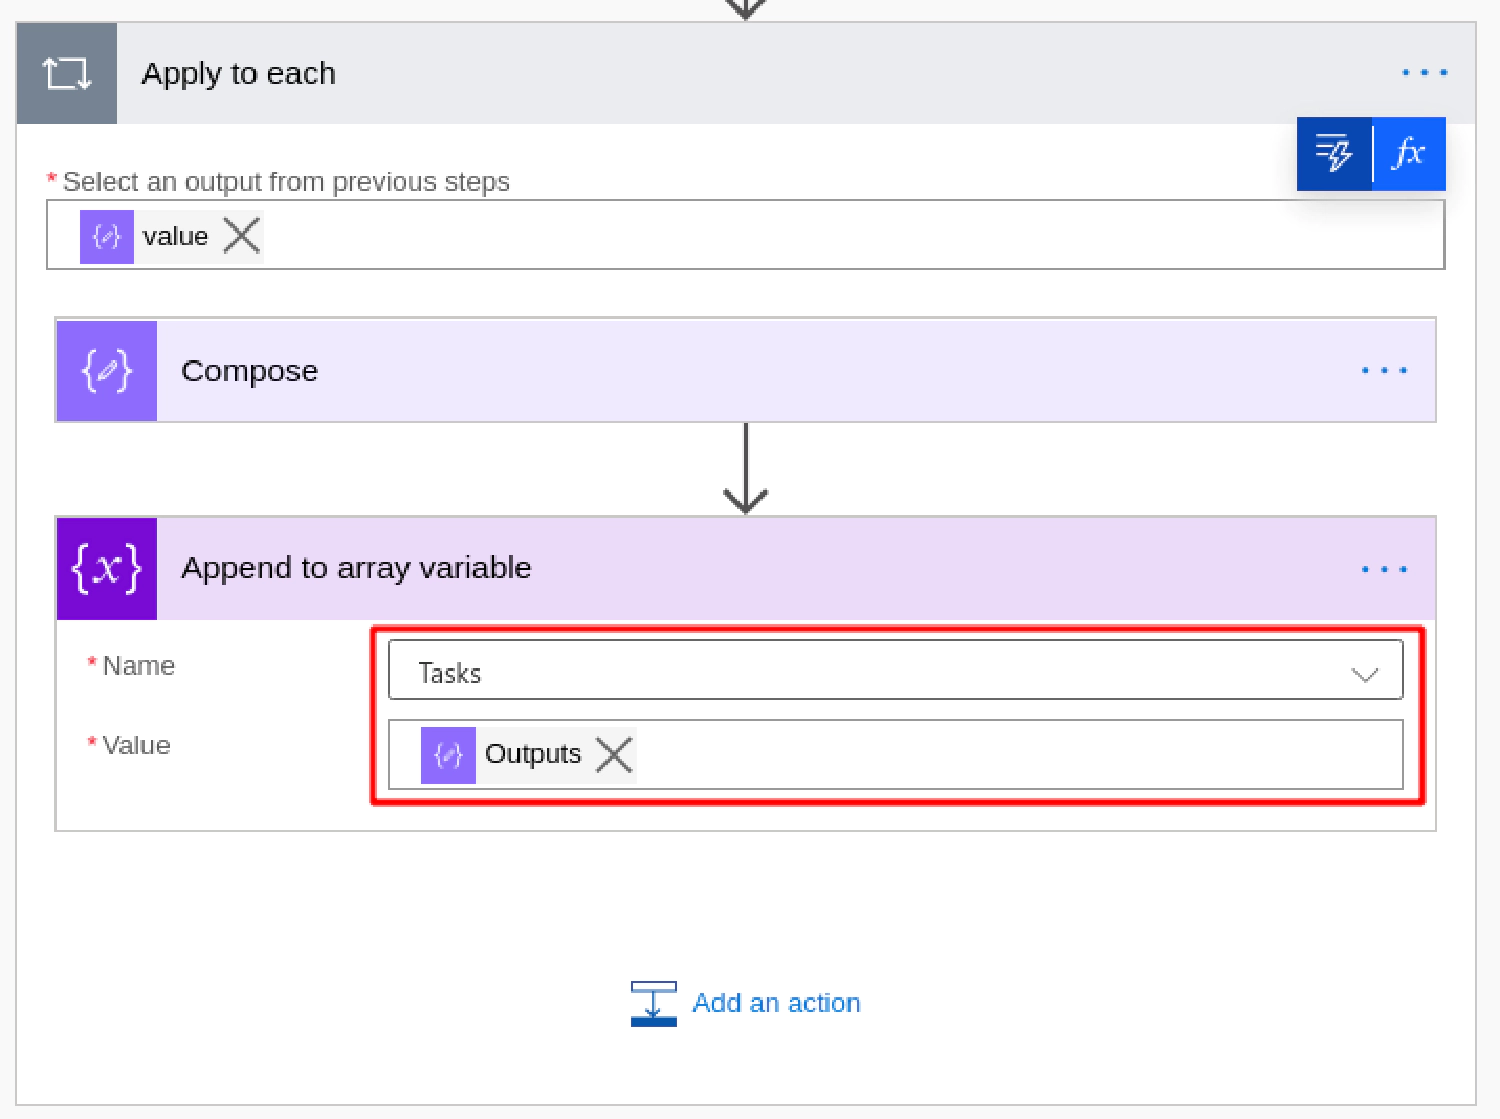 Apply to each
fx
* Select an output from previous steps
value
Compose
{x} Append to array variable
* Name
Tasks
* Value
Outputs
Add an action